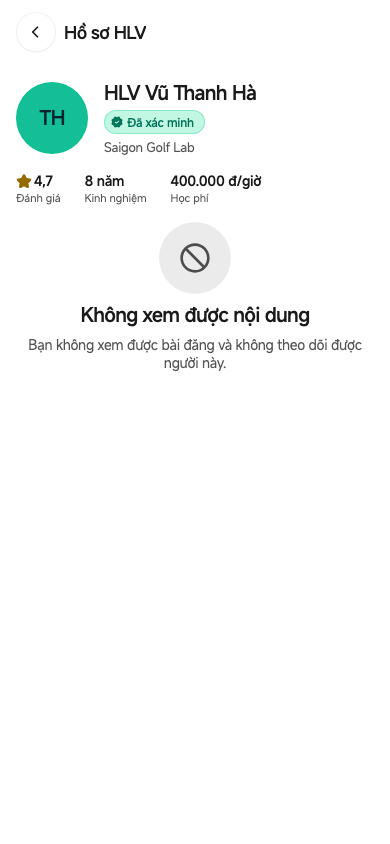 Hồ sơ HLV
TH
HLV Vũ Thanh Hà
Đã xác minh
Saigon Golf Lab
4,7
Đánh giá
8 năm
Kinh nghiệm
400.000 đ/giờ
Học phí
Không xem được nội dung
Bạn không xem được bài đăng và không theo dõi được
người này.